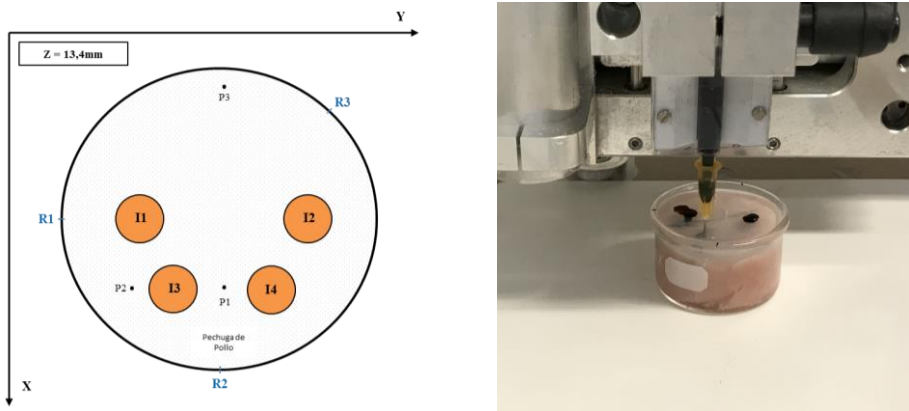 Y
Z = 13,4mm
P3
R3
R1
I1
I2
P2
I3
P1
I4
Pechuga de
Pollo
X
R2